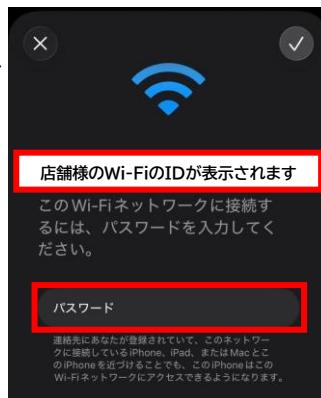 店舗様のWi-FiのIDが表示されます
このWi-Fiネットワークに接続す
るには、パスワードを入力してく
ださい。
パスワード
連絡先にあなたが登録されていて、このネットワー
クに接続しているiPhone、iPad、またはMacとこ
のiPhoneを近づけることでも、このiPhoneはこの
Wi-Fiネットワークにアクセスできるようになります。